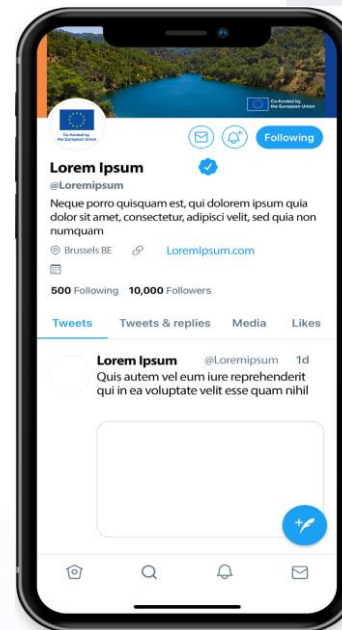 Co-funded by
the European Union
Co-funded by
the European Union
Following
Lorem Ipsum
@Loremipsum
Neque porro quisquam est, qui dolorem ipsum quia
dolor sit amet, consectetur, adipisci velit, sed quia non
numquam
Brussels BE LoremIpsum.com
500 Following 10,000 Followers
Tweets Tweets & replies Media Likes
Lorem Ipsum @Loremipsum 1d
Quis autem vel eum iure reprehenderit
qui in ea voluptate velit esse quam nihil